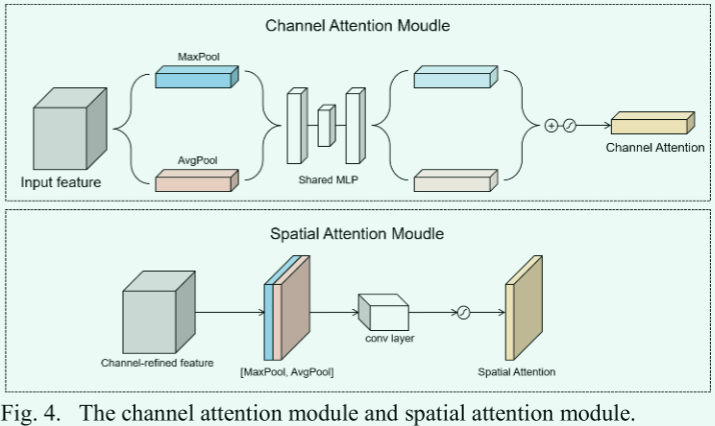 Channel Attention Moudle
MaxPool
AvgPool
Input feature
Shared MLP
Channel Attention
Spatial Attention Moudle
Channel-refined feature
[MaxPool, AvgPool]
conv layer
Spatial Attention
Fig. 4. The channel attention module and spatial attention module.